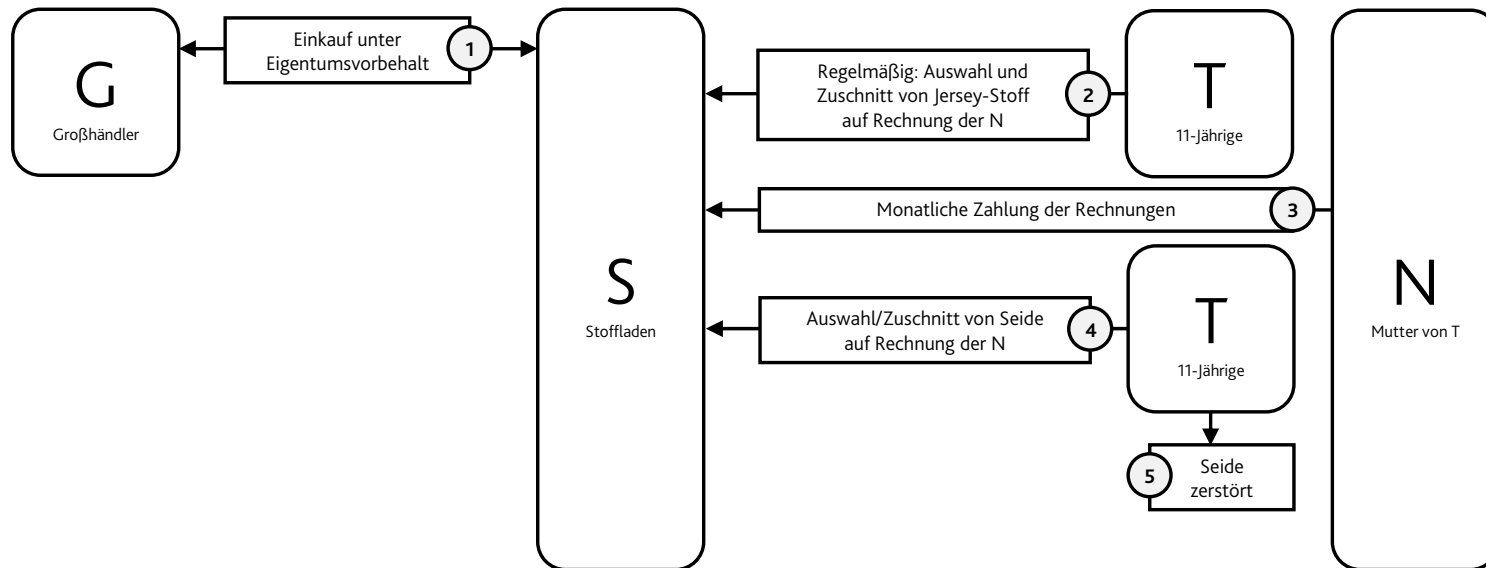 G
Großhändler
Einkauf unter
Eigentumsvorbehalt
1
S
Stoffladen
Regelmäßig: Auswahl und
Zuschnitt von Jersey-Stoff
auf Rechnung der N
2
T
11-Jährige
Monatliche Zahlung der Rechnungen
3
Auswahl/Zuschnitt von Seide
auf Rechnung der N
4
T
11-Jährige
5
Seide
zerstört
N
Mutter von T